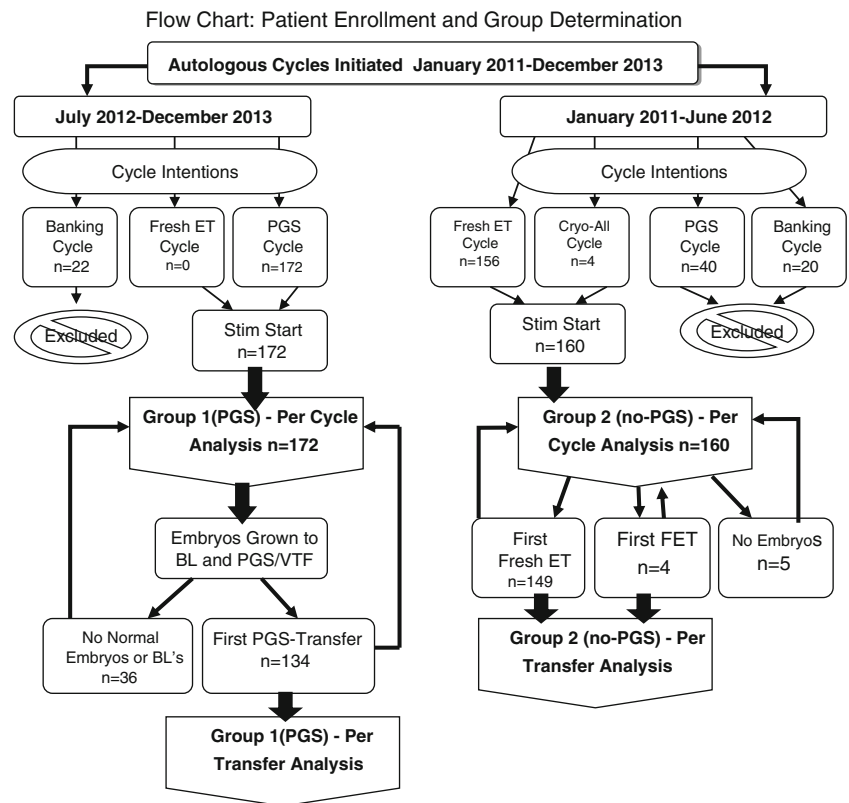 Flow Chart: Patient Enrollment and Group Determination
Autologous Cycles Initiated January 2011-December 2013
July 2012-December 2013
Cycle Intentions
Banking
Cycle
n=22
Fresh ET
Cycle
n=0
PGS
Cycle
n=172
Excluded
Stim Start
n=172
Group 1(PGS) - Per Cycle
Analysis n=172
Embryos Grown to
BL and PGS/VTF
No Normal
Embryos or BL's
n=36
First PGS-Transfer
n=134
Group 1(PGS) - Per
Transfer Analysis
January 2011-June 2012
Cycle Intentions
Fresh ET
Cycle
n=156
Cryo-All
Cycle
n=4
PGS
Cycle
n=40
Banking
Cycle
n=20
Stim Start
n=160
Excluded
Group 2 (no-PGS) - Per
Cycle Analysis n=160
First
Fresh ET
n=149
First FET
n=4
No Embryos
n=5
Group 2 (no-PGS) - Per
Transfer Analysis